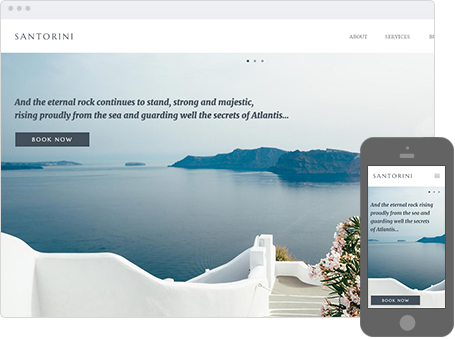 SANTORINI
ABOUT SERVICES
And the eternal rock continues to stand, strong and majestic,
rising proudly from the sea and guarding well the secrets of Atlantis...
BOOK NOW
SANTORINI
And the eternal rock rising
proudly from the sea and
guarding well the secrets
of Atlantis...
BOOK NOW